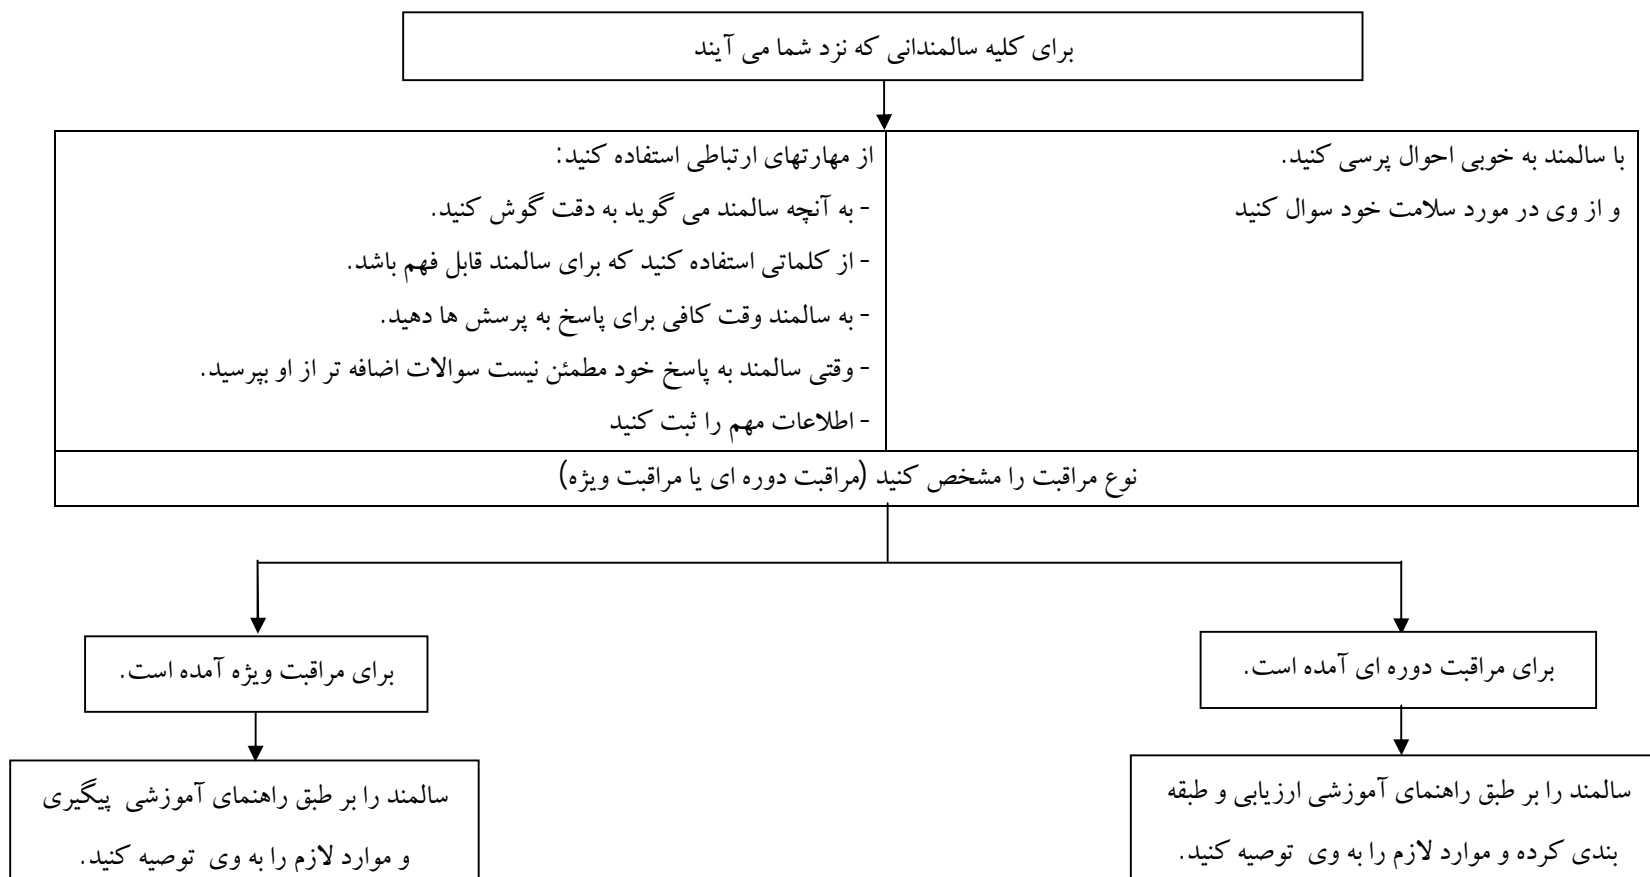 برای کلیه سالمندانی که نزد شما می آیند
با سالمند به خوبی احوال پرسی کنید.
و از وی در مورد سلامت خود سوال کنید
از مهارتهای ارتباطی استفاده کنید:
- به آنچه سالمند می گوید به دقت گوش کنید.
- از کلماتی استفاده کنید که برای سالمند قابل فهم باشد.
- به سالمند وقت کافی برای پاسخ به پرسش ها دهید.
- وقتی سالمند به پاسخ خود مطمئن نیست سوالات اضافه تر از او بپرسید.
- اطلاعات مهم را ثبت کنید
نوع مراقبت را مشخص کنید (مراقبت دوره ای یا مراقبت ویژه)
برای مراقبت دوره ای آمده است.
سالمند را بر طبق راهنمای آموزشی ارزیابی و طبقه
بندی کرده و موارد لازم را به وی توصیه کنید.
برای مراقبت ویژه آمده است.
سالمند را بر طبق راهنمای آموزشی پیگیری
و موارد لازم را به وی توصیه کنید.